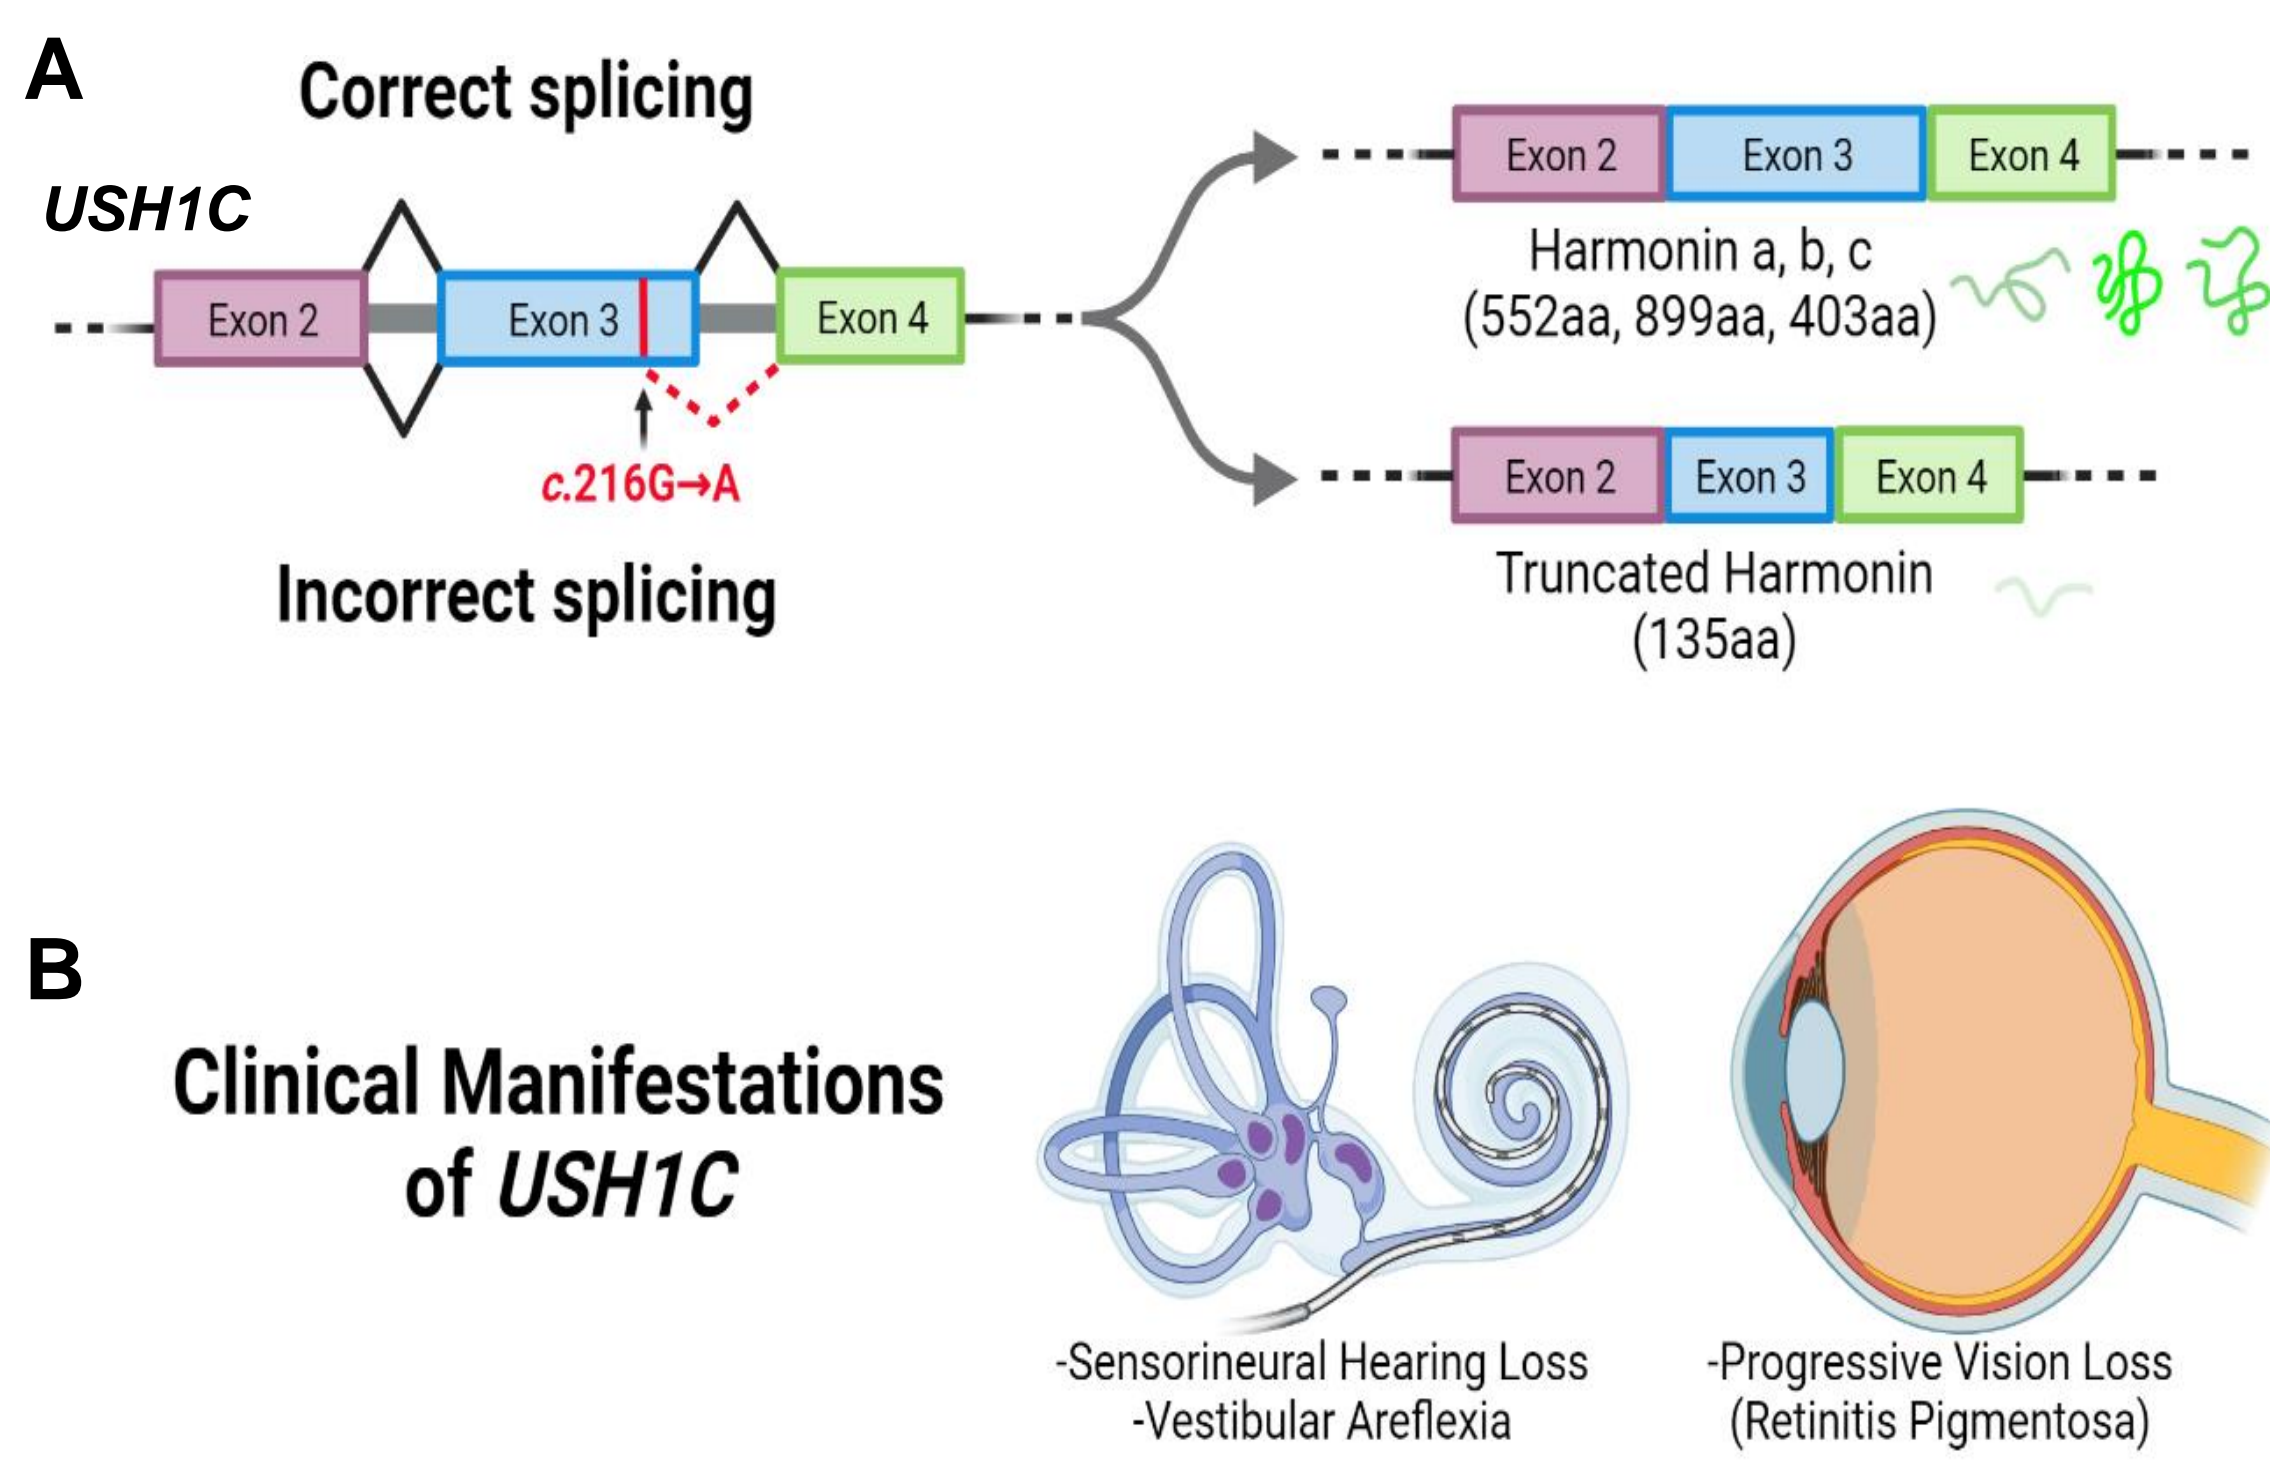 A
Correct splicing
USH1C
Exon 2
Exon 3
Exon 4
c.216G→A
Incorrect splicing
Exon 2
Exon 3
Exon 4
Harmonin a, b, c
(552aa, 899aa, 403aa)
Exon 2
Exon 3
Exon 4
Truncated Harmonin
(135aa)
B
Clinical Manifestations
of USH1C
-Sensorineural Hearing Loss
-Vestibular Areflexia
-Progressive Vision Loss
(Retinitis Pigmentosa)